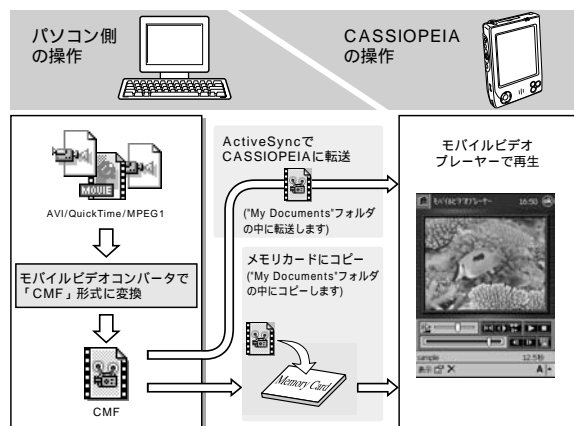 パソコン側
の操作
CASSIOPEIA
の操作
MOVIE
AVI/QuickTime/MPEG1
モバイルビデオコンバータで
「CMF」形式に変換
CMF
ActiveSyncで
CASSIOPEIAに転送
("My Documents"フォルダ
の中に転送します)
メモリカードにコピー
("My Documents"フォルダ
の中にコピーします)
Memory Card
モバイルビデオ
プレーヤーで再生
モバイルビデオプレーヤー 16:50
sample 12.5秒
表示 A